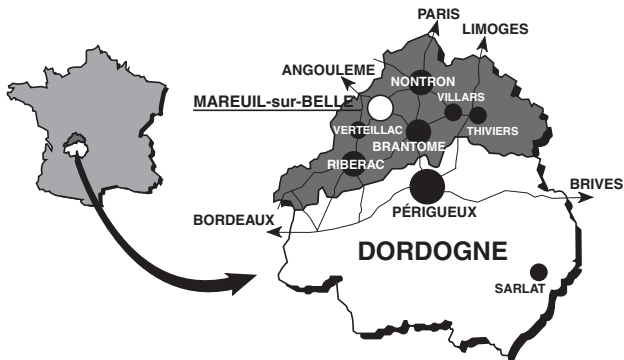 PARIS
LIMOGES
ANGOULEME
NONTRON
MAREUIL-sur-BELLE
VILLARS
VERTEILLAC
THIVIERS
BRANTOME
RIBERAC
BRIVES
PÉRIGUEUX
BORDEAUX
DORDOGNE
SARLAT